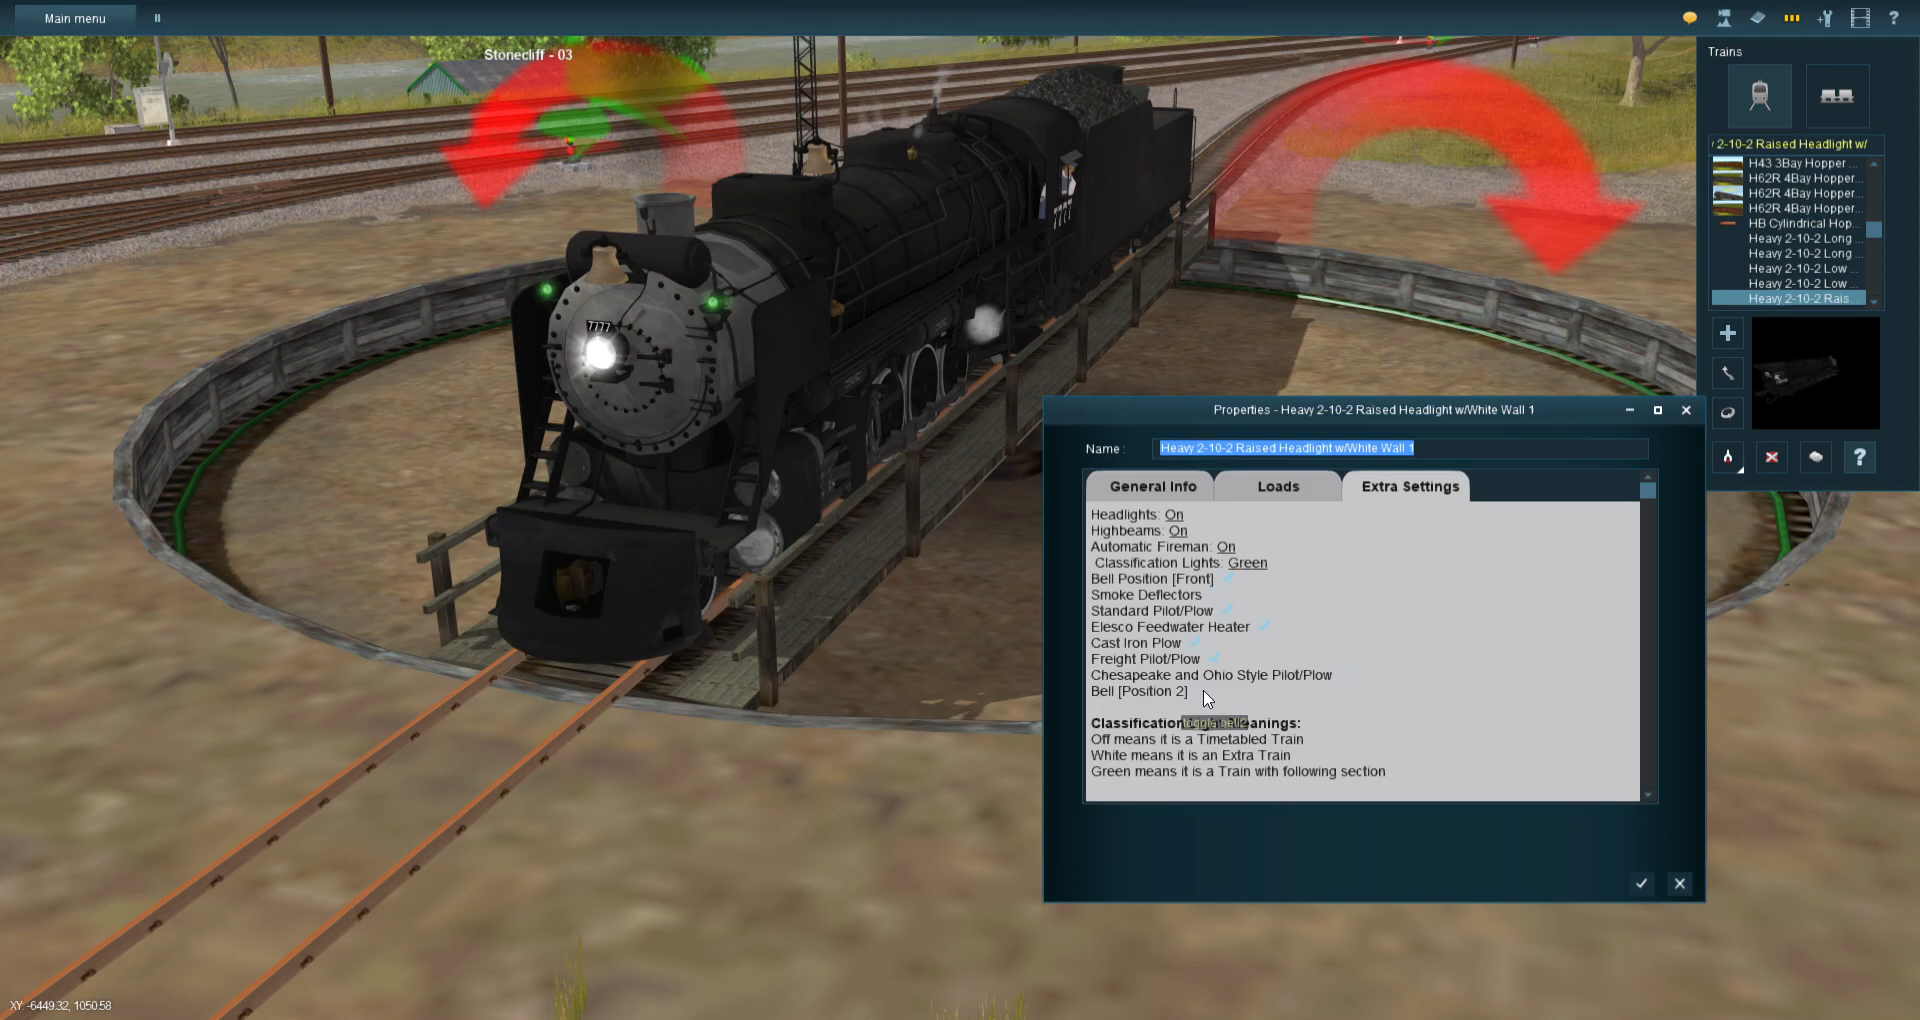 Main menu
Stonecliff - 03
7777
7777
Trains
2-10-2 Raised Headlight w/
H43 3Bay Hopper ...
H62R 4Bay Hopper...
H62R 4Bay Hopper...
H62R 4Bay Hopper...
HB Cylindrical Hop...
Heavy 2-10-2 Long ...
Heavy 2-10-2 Long ...
Heavy 2-10-2 Low ...
Heavy 2-10-2 Low ...
Heavy 2-10-2 Rais...
Properties - Heavy 2-10-2 Raised Headlight w/White Wall 1
Name : Heavy 2-10-2 Raised Headlight w/White Wall 1
General Info Loads Extra Settings
Headlights: On
Highbeams: On
Automatic Fireman: On
Classification Lights: Green
Bell Position [Front]
Smoke Deflectors
Standard Pilot/Plow
Elesco Feedwater Heater
Cast Iron Plow
Freight Pilot/Plow
Chesapeake and Ohio Style Pilot/Plow
Bell [Position 2]
Classification toggle bell2 eanings:
Off means it is a Timetabled Train
White means it is an Extra Train
Green means it is a Train with following section
XY: -6449.32, 1050.58